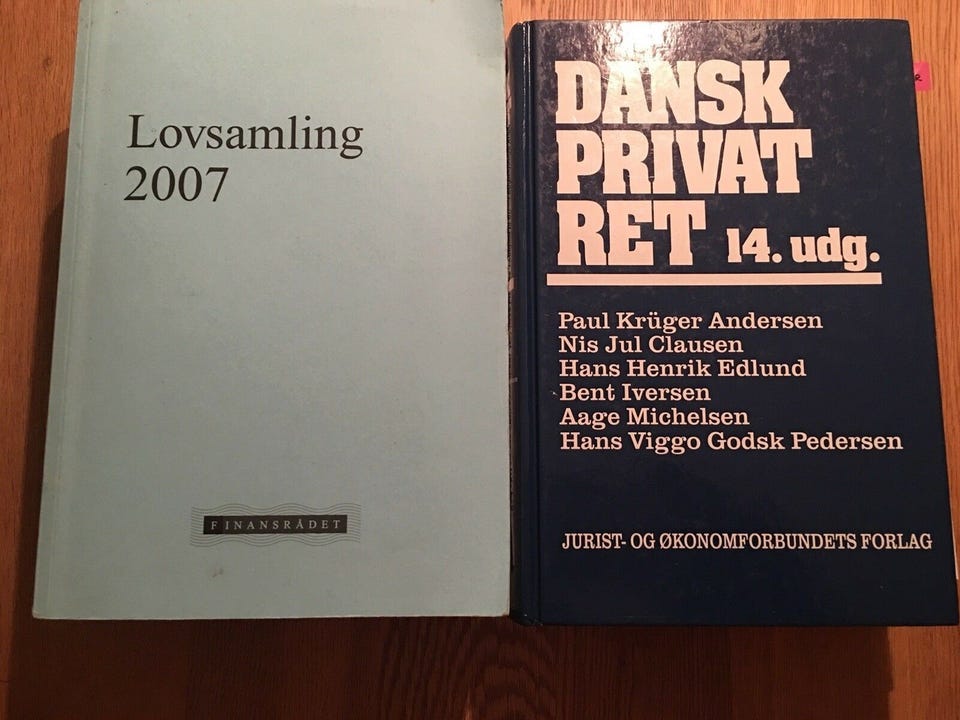 Lovsamling
2007
FINANSRÅDET
DANSK
PRIVAT
RET 14. udg.
Paul Krüger Andersen
Nis Jul Clausen
Hans Henrik Edlund
Bent Iversen
Aage Michelsen
Hans Viggo Godsk Pedersen
JURIST- OG ØKONOMFORBUNDETS FORLAG